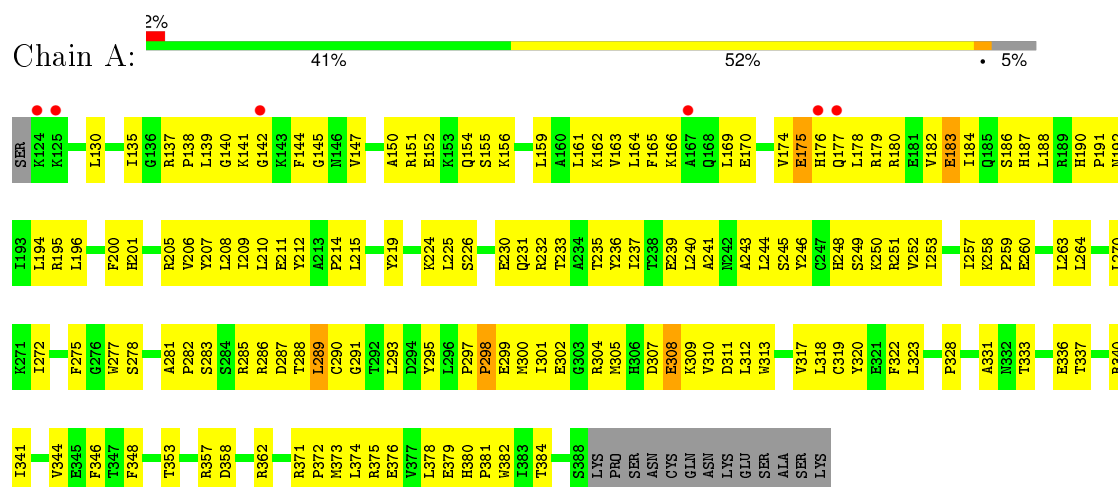 2%
Chain A:
41% 52% • 5%
SER K124 K125 L130 I135 G136 R137 P138 L139 G140 K141 G142 K143 F144 G145 N146 V147 A150 R151 E152 K153 Q154 S155 K156 L159 A160 L161 K162 V163 L164 F165 K166 A167 Q168 L169 E170 V174 E175 H176 Q177 L178 R179 R180 E181 V182 E183 I184 Q185 S186 H187 L188 R189 H190 P191 N192
I193 L194 R195 L196 F200 H201 R205 V206 Y207 L208 I209 L210 E211 Y212 A213 P214 L215 Y219 K224 L225 S226 E230 Q231 R232 T233 A234 T235 Y236 I237 T238 E239 L240 A241 N242 A243 L244 S245 Y246 C247 H248 S249 K250 R251 V252 I253 I257 K258 P259 E260 L263 L264 L270
K271 I272 F275 G276 W277 S278 A281 P282 S283 S284 R285 R286 D287 T288 L289 C290 G291 T292 L293 D294 Y295 L296 P297 P298 E299 M300 I301 E302 G303 R304 M305 H306 D307 E308 K309 V310 D311 L312 W313 V317 L318 C319 Y320 E321 F322 L323 P328 A331 N332 T333 E336 T337 R340
I341 V344 E345 F346 T347 F348 T353 R357 D358 R362 R371 P372 M373 L374 R375 E376 V377 L378 E379 H380 P381 W382 I383 T384 S388 LYS PRO SER ASN CYS GLN ASN LYS GLU SER ALA SER LYS